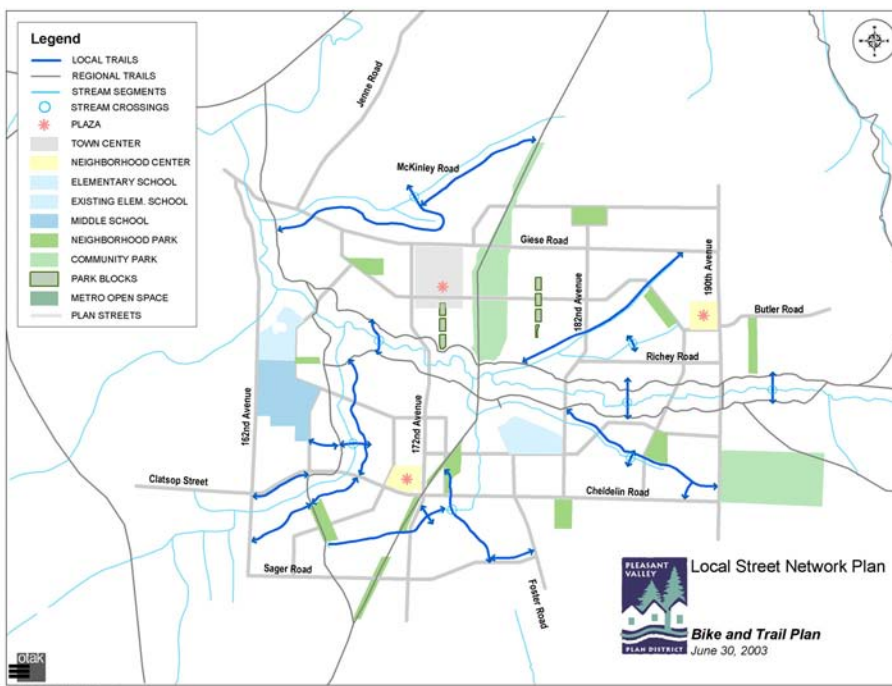 Legend
LOCAL TRAILS
REGIONAL TRAILS
STREAM SEGMENTS
STREAM CROSSINGS
PLAZA
TOWN CENTER
NEIGHBORHOOD CENTER
ELEMENTARY SCHOOL
EXISTING ELEM. SCHOOL
MIDDLE SCHOOL
NEIGHBORHOOD PARK
COMMUNITY PARK
PARK BLOCKS
METRO OPEN SPACE
PLAN STREETS
Jenne Road
McKinley Road
Giese Road
182nd Avenue
190th Avenue
Butler Road
Richey Road
162nd Avenue
172nd Avenue
Clatsop Street
Cheldelin Road
Sager Road
Foster Road
PLEASANT
VALLEY
PLAN DISTRICT
Local Street Network Plan
Bike and Trail Plan
June 30, 2003
otak